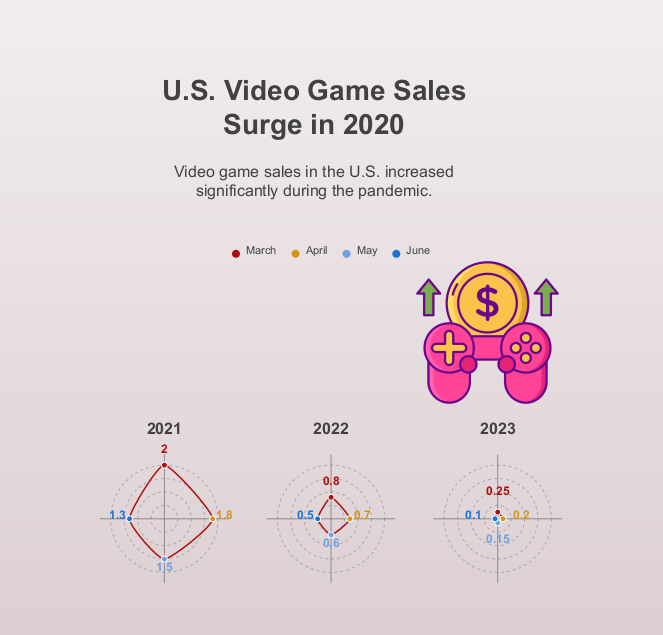 U.S. Video Game Sales
Surge in 2020
Video game sales in the U.S. increased
significantly during the pandemic.
March April May June
$
2021 2022 2023
2
1.3 1.8
1.5
0.8
0.5 0.7
0.6
0.25
0.1 0.2
0.15